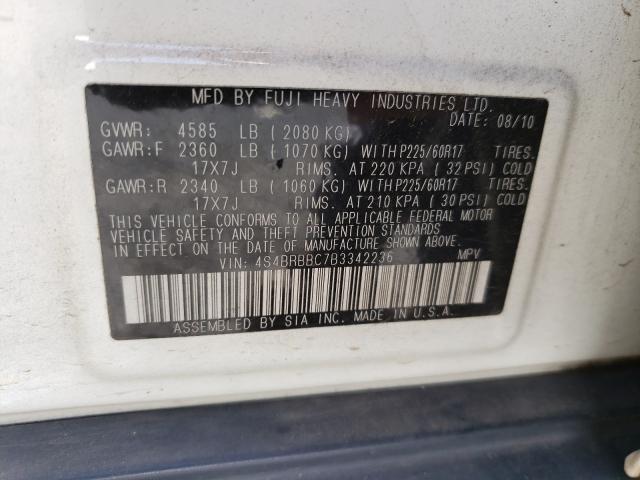 MFD BY FUJI HEAVY INDUSTRIES LTD.
DATE: 08/10
GVWR: 4585 LB (2080 KG)
GAWR:F 2360 LB (1070 KG) WITH P225/60R17 TIRES.
17X7J RIMS. AT 220 KPA (32 PSI) COLD
GAWR:R 2340 LB (1060 KG) WITH P225/60R17 TIRES.
17X7J RIMS. AT 210 KPA (30 PSI) COLD
THIS VEHICLE CONFORMS TO ALL APPLICABLE FEDERAL MOTOR
VEHICLE SAFETY AND THEFT PREVENTION STANDARDS
IN EFFECT ON THE DATE OF MANUFACTURE SHOWN ABOVE.
VIN: 4S4BRBBC7B3342236 MPV
ASSEMBLED BY SIA INC. MADE IN U.S.A.